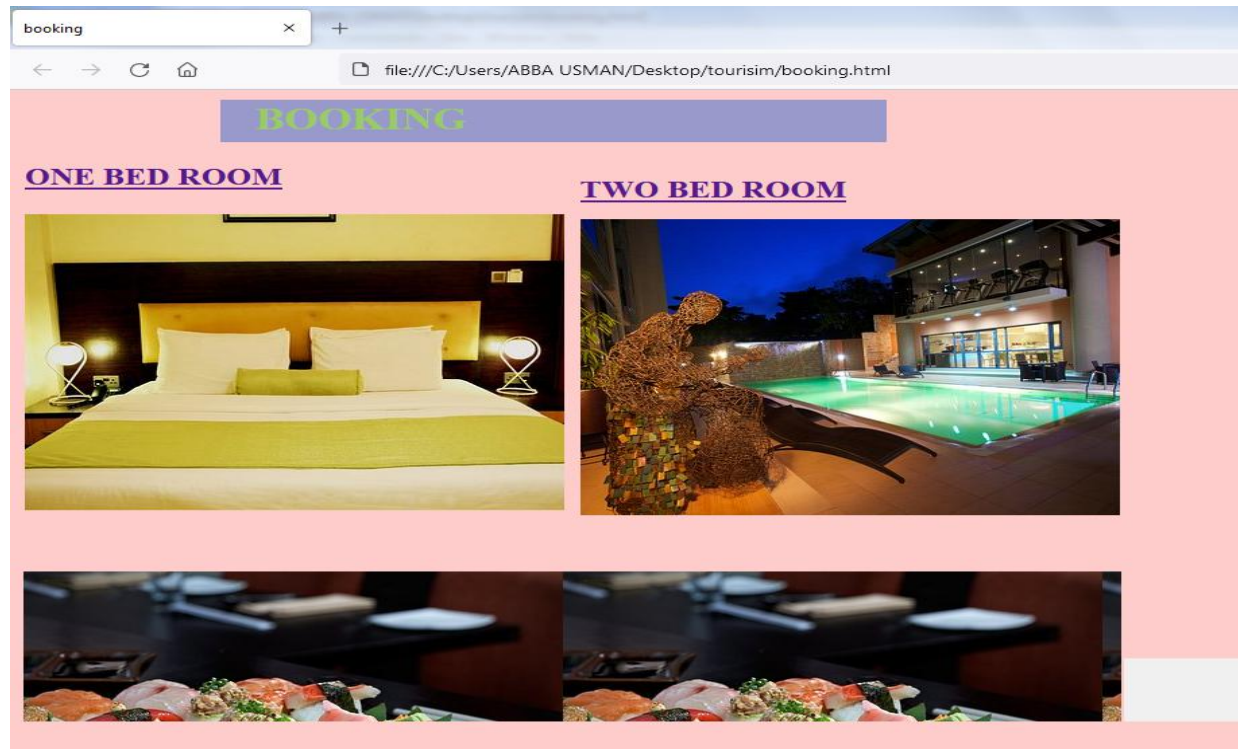 booking
file:///C:/Users/ABBA USMAN/Desktop/tourisim/booking.html
BOOKING
ONE BED ROOM
TWO BED ROOM